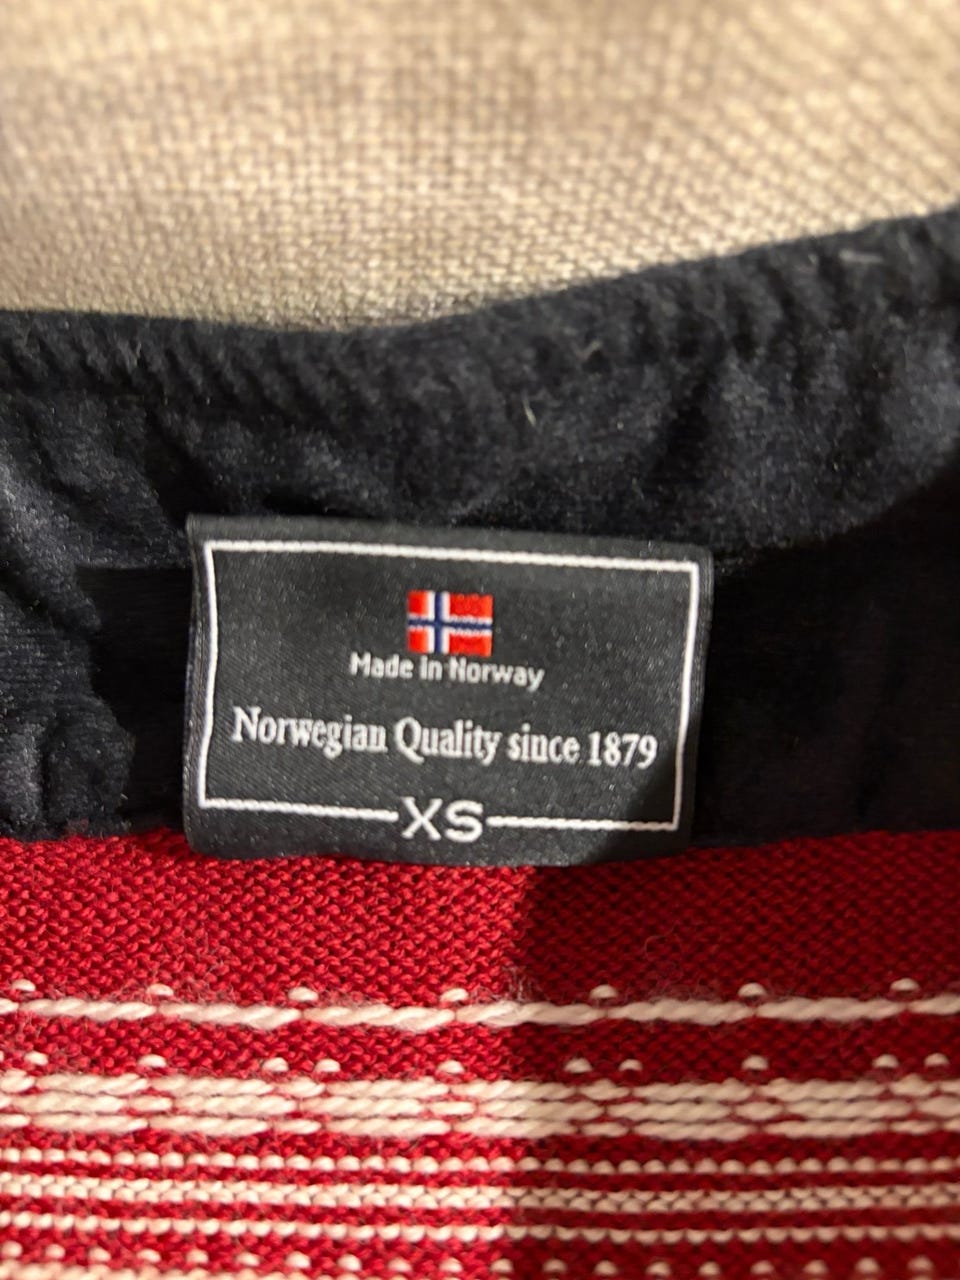 Made in Norway
Norwegian Quality since 1879
XS